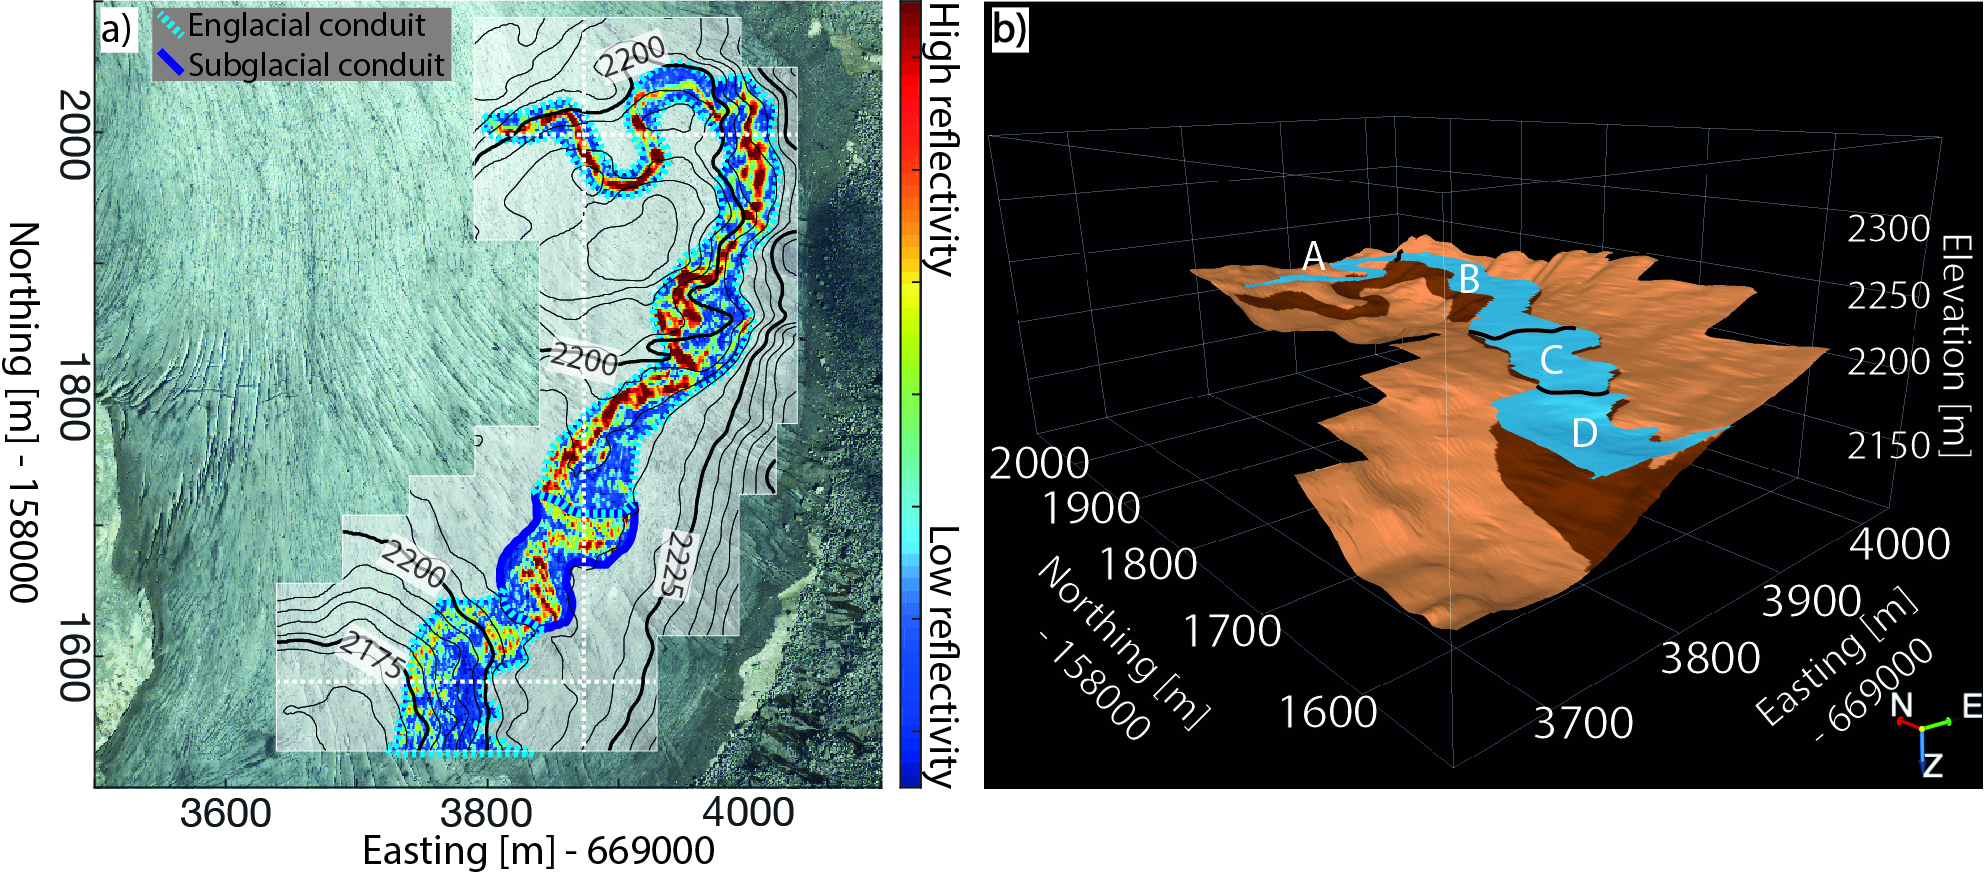 a)
Englacial conduit
Subglacial conduit
2200
2200
2200
2225
2175
2000
1800
1600
Northing [m] - 158000
3600
3800
4000
Easting [m] - 669000
High reflectivity
Low reflectivity
b)
A
B
C
D
2300
2250
2200
2150
Elevation [m]
2000
1900
1800
1700
1600
Northing [m]
- 158000
4000
3900
3800
3700
Easting [m]
- 669000
N
E
Z